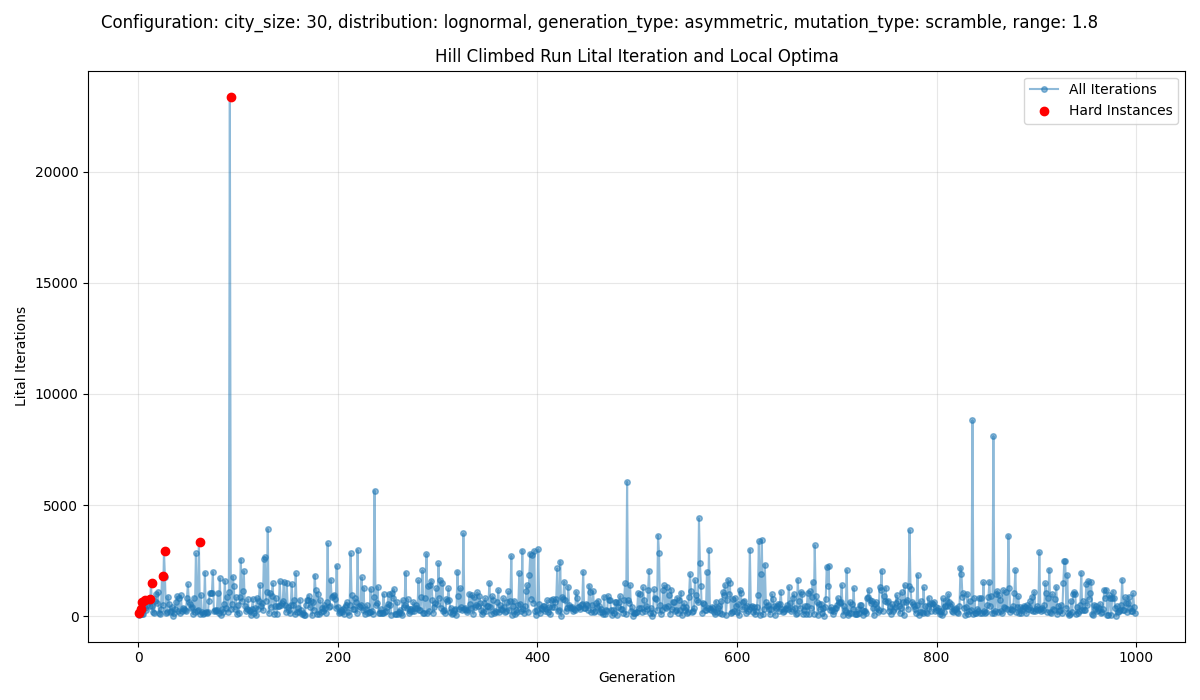 Configuration: city_size: 30, distribution: lognormal, generation_type: asymmetric, mutation_type: scramble, range: 1.8
Hill Climbed Run Lital Iteration and Local Optima
All Iterations
Hard Instances
Lital Iterations
20000
15000
10000
5000
0
0 200 400 600 800 1000
Generation